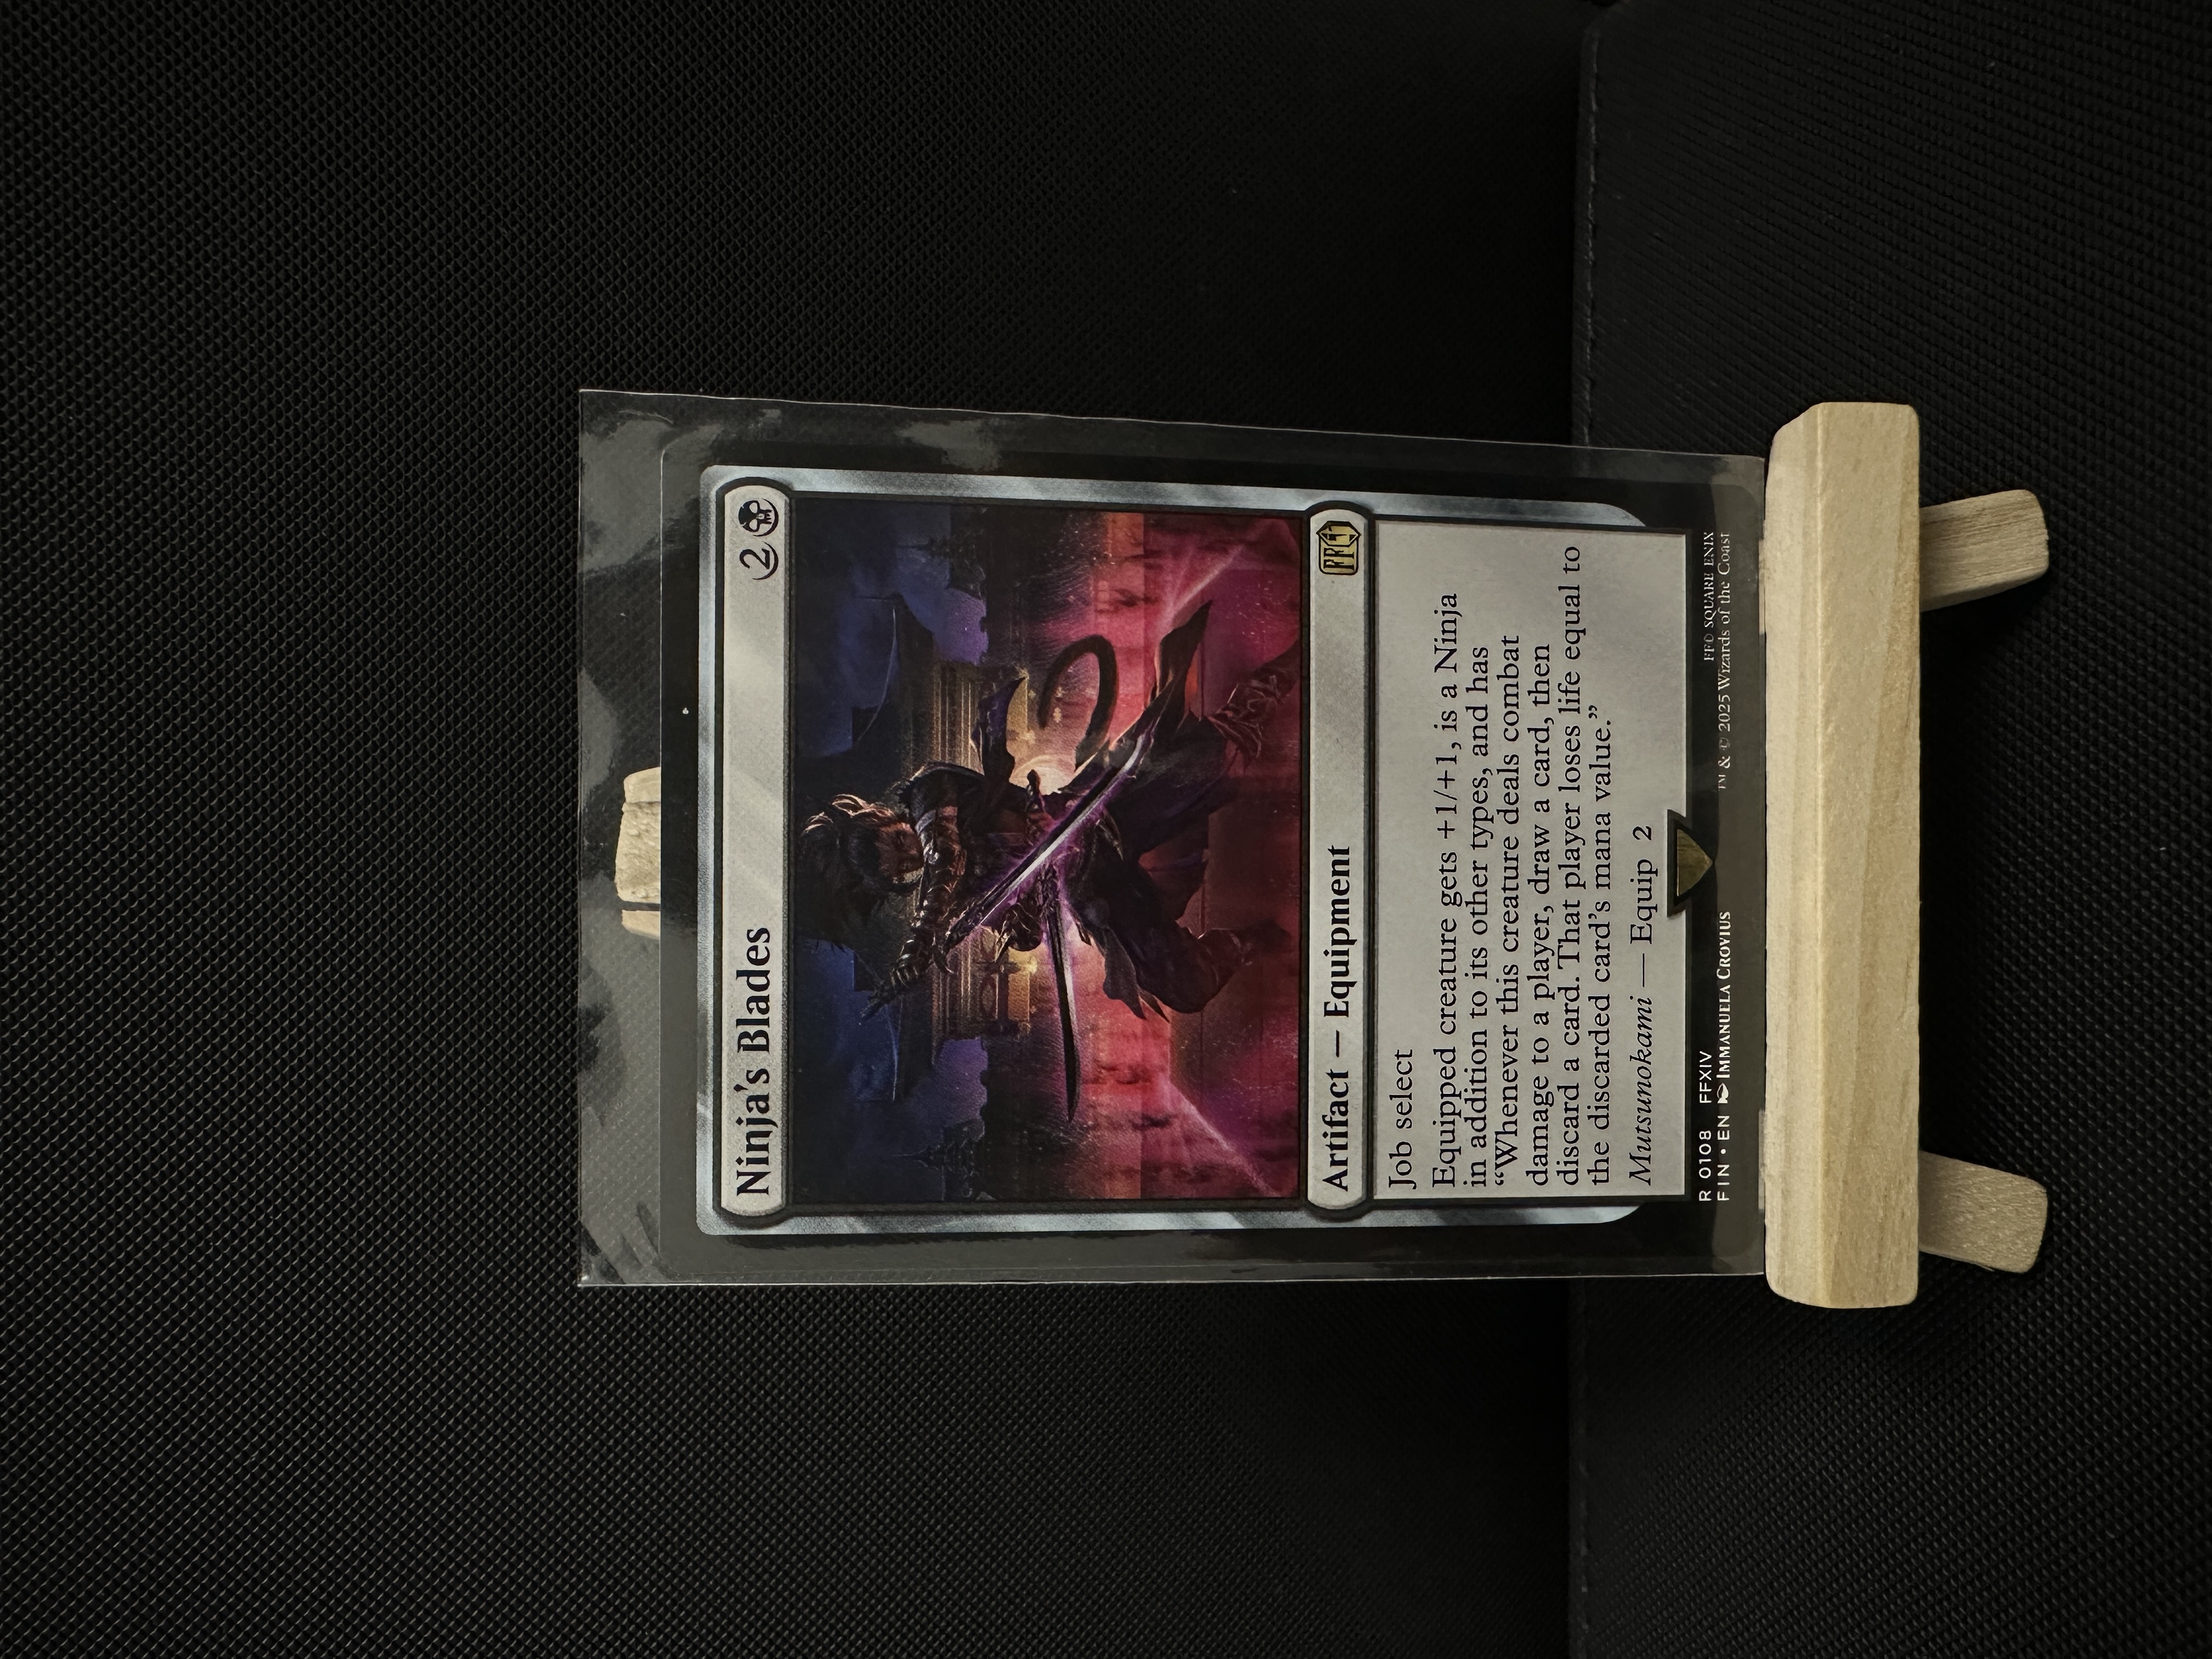 Ninja's Blades 2
Artifact — Equipment FF
Job select
Equipped creature gets +1/+1, is a Ninja
in addition to its other types, and has
“Whenever this creature deals combat
damage to a player, draw a card, then
discard a card. That player loses life equal to
the discarded card's mana value.”
Mutsunokami — Equip 2
R 0108 FFXIV
FIN • EN IMMANUELA CROVIUS
FF© SQUARE ENIX
™ & © 2025 Wizards of the Coast